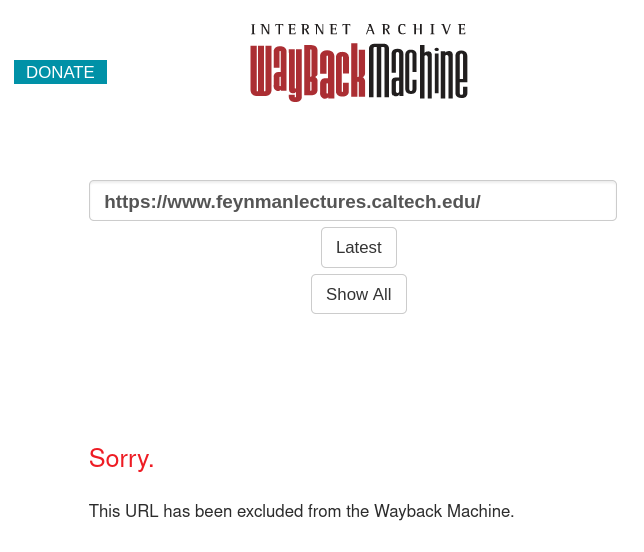 INTERNET ARCHIVE
WayBackMachine
DONATE
https://www.feynmanlectures.caltech.edu/
Latest
Show All
Sorry.
This URL has been excluded from the Wayback Machine.